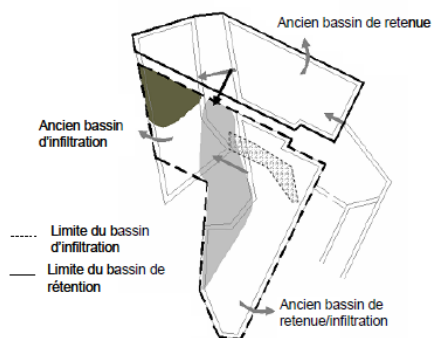 Ancien bassin de retenue
Ancien bassin
d'infiltration
Limite du bassin
d'infiltration
Limite du bassin de
rétention
Ancien bassin de
retenue/infiltration